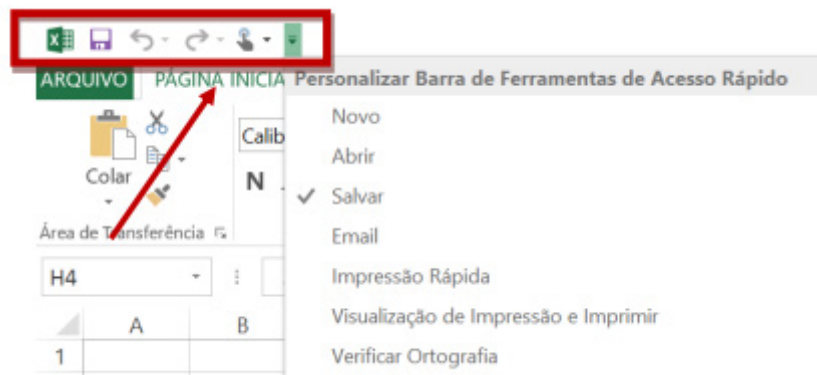 ARQUIVO PÁGINA INICIA
Personalizar Barra de Ferramentas de Acesso Rápido
Novo
Abrir
Salvar
Email
Impressão Rápida
Visualização de Impressão e Imprimir
Verificar Ortografia
Colar
Calib
N
Área de Transferência
H4
A B
1